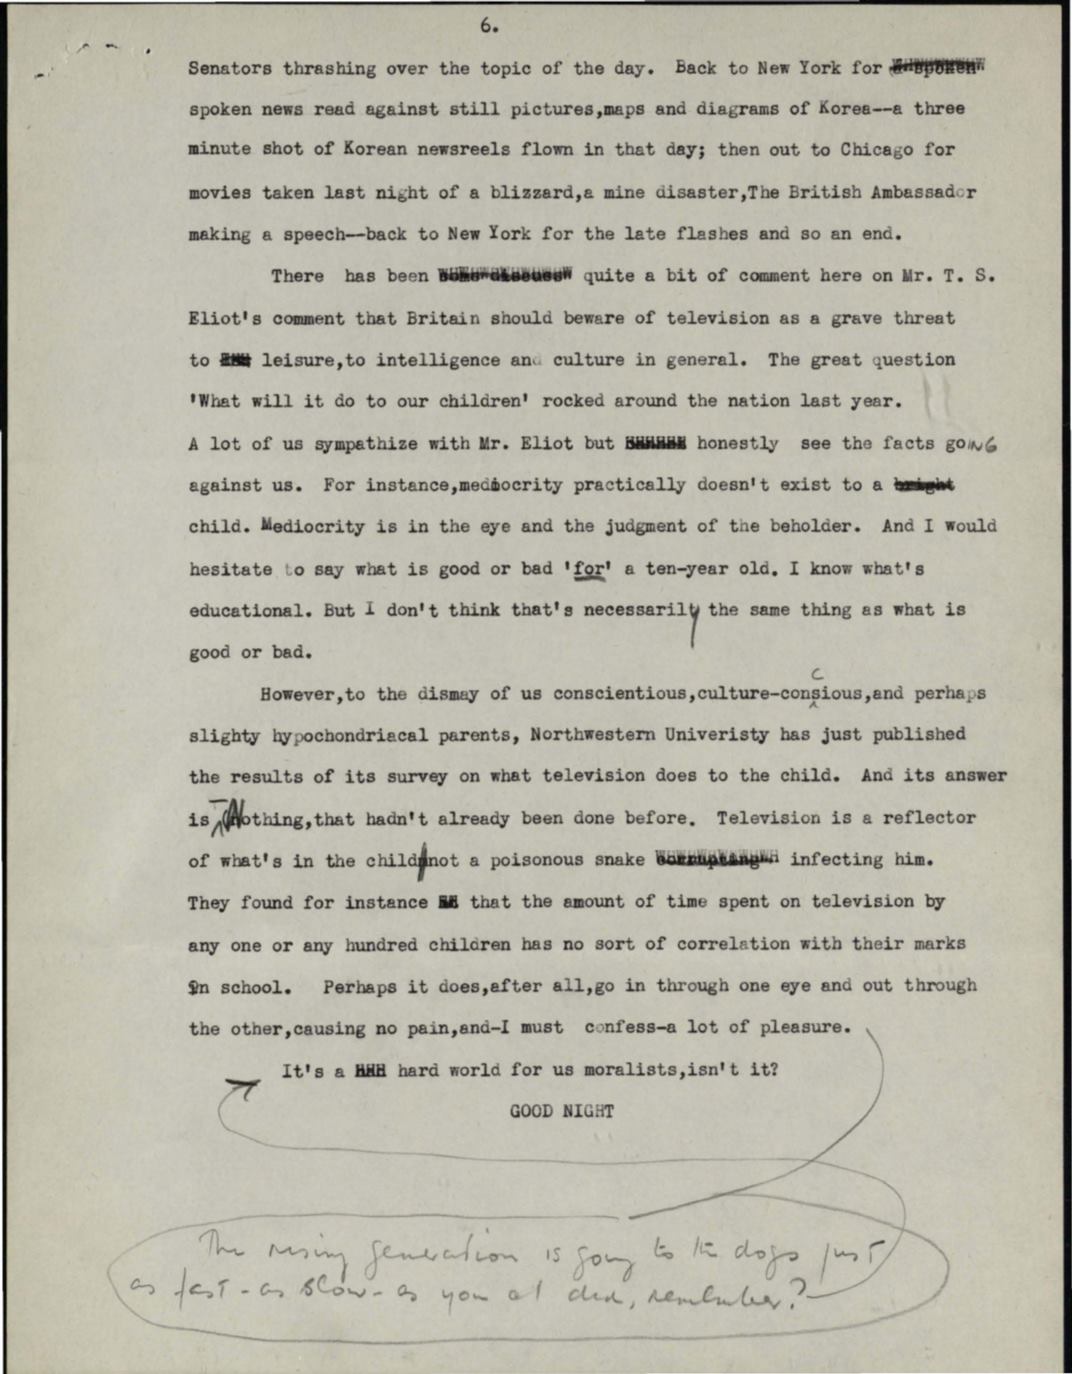 6.
Senators thrashing over the topic of the day. Back to New York for
spoken news read against still pictures,maps and diagrams of Korea--a three
minute shot of Korean newsreels flown in that day; then out to Chicago for
movies taken last night of a blizzard,a mine disaster,The British Ambassador
making a speech--back to New York for the late flashes and so an end.
There has been quite a bit of comment here on Mr. T. S.
Eliot's comment that Britain should beware of television as a grave threat
to leisure,to intelligence and culture in general. The great question
'What will it do to our children' rocked around the nation last year.
A lot of us sympathize with Mr. Eliot but honestly see the facts goING
against us. For instance,mediocrity practically doesn't exist to a
child. Mediocrity is in the eye and the judgment of the beholder. And I would
hesitate to say what is good or bad 'for' a ten-year old. I know what's
educational. But I don't think that's necessarily the same thing as what is
good or bad.
However,to the dismay of us conscientious,culture-conscious,and perhaps
slighty hypochondriacal parents, Northwestern Univeristy has just published
the results of its survey on what television does to the child. And its answer
is - Nothing,that hadn't already been done before. Television is a reflector
of what's in the child, not a poisonous snake infecting him.
They found for instance that the amount of time spent on television by
any one or any hundred children has no sort of correlation with their marks
in school. Perhaps it does,after all,go in through one eye and out through
the other,causing no pain,and-I must confess-a lot of pleasure.
It's a hard world for us moralists,isn't it?
GOOD NIGHT
The rising generation is going to the dogs just
as fast - as slow - as you and I did, remember?